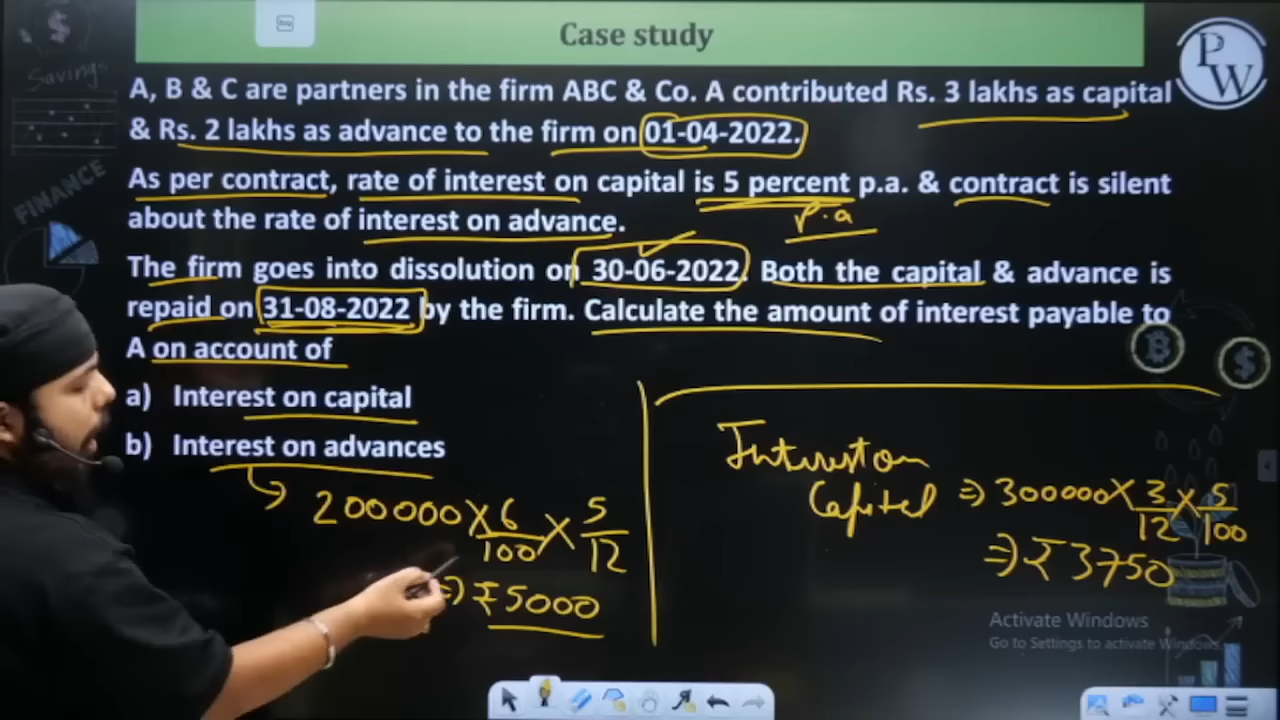 Case study
Savings
P
W
A, B & C are partners in the firm ABC & Co. A contributed Rs. 3 lakhs as capital
& Rs. 2 lakhs as advance to the firm on 01-04-2022.
FINANCE
As per contract, rate of interest on capital is 5 percent p.a. & contract is silent
about the rate of interest on advance.
p.a
The firm goes into dissolution on 30-06-2022. Both the capital & advance is
repaid on 31-08-2022 by the firm. Calculate the amount of interest payable to
A on account of
a) Interest on capital
b) Interest on advances
200000 × 6/100 × 5/12
⇒ ₹5000
Interest on
Capital ⇒ 300000 × 3/12 × 5/100
⇒ ₹3750
Activate Windows
Go to Settings to activate Windows.